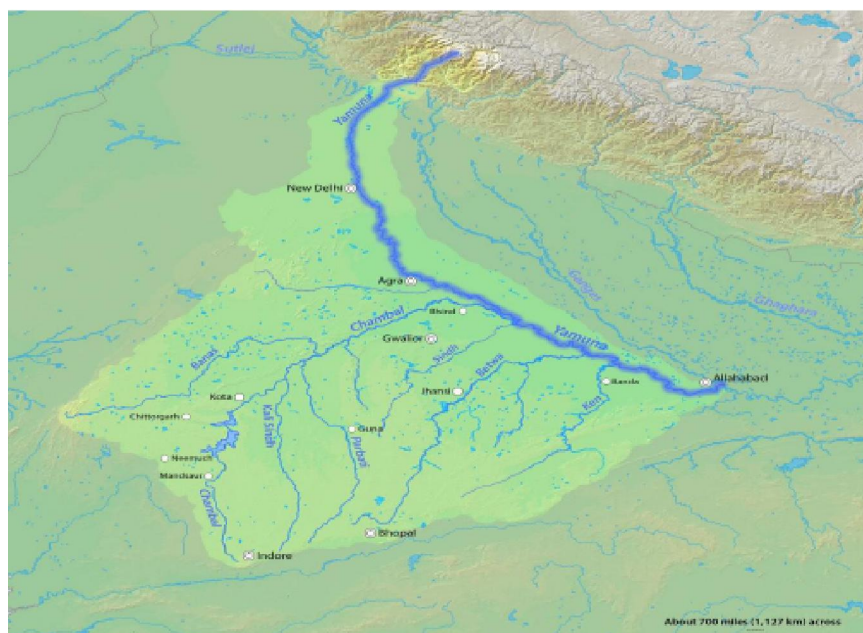 Sutlej
Yamuna
New Delhi
Ganges
Ghaghara
Agra
Chambal
Bhind
Yamuna
Gwalior
Sindh
Banas
Betwa
Allahabad
Jhansi
Banda
Kota
Ken
Chittorgarh
Kali Sindh
Guna
Parbati
Neemuch
Mandsaur
Chambal
Bhopal
Indore
About 700 miles (1,127 km) across